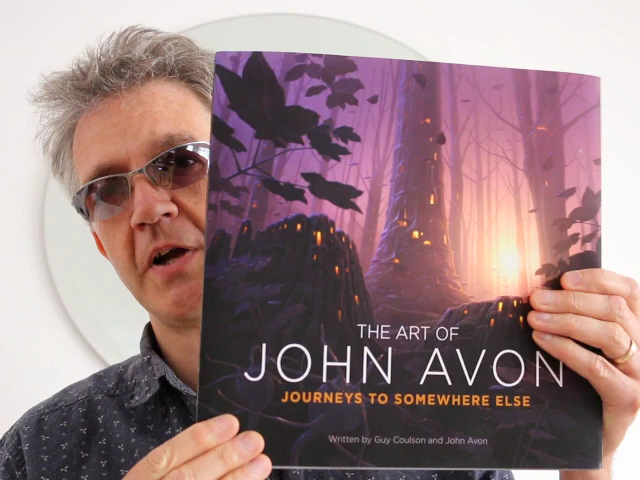 THE ART OF
JOHN AVON
JOURNEYS TO SOMEWHERE ELSE
Written by Guy Coulson and John Avon